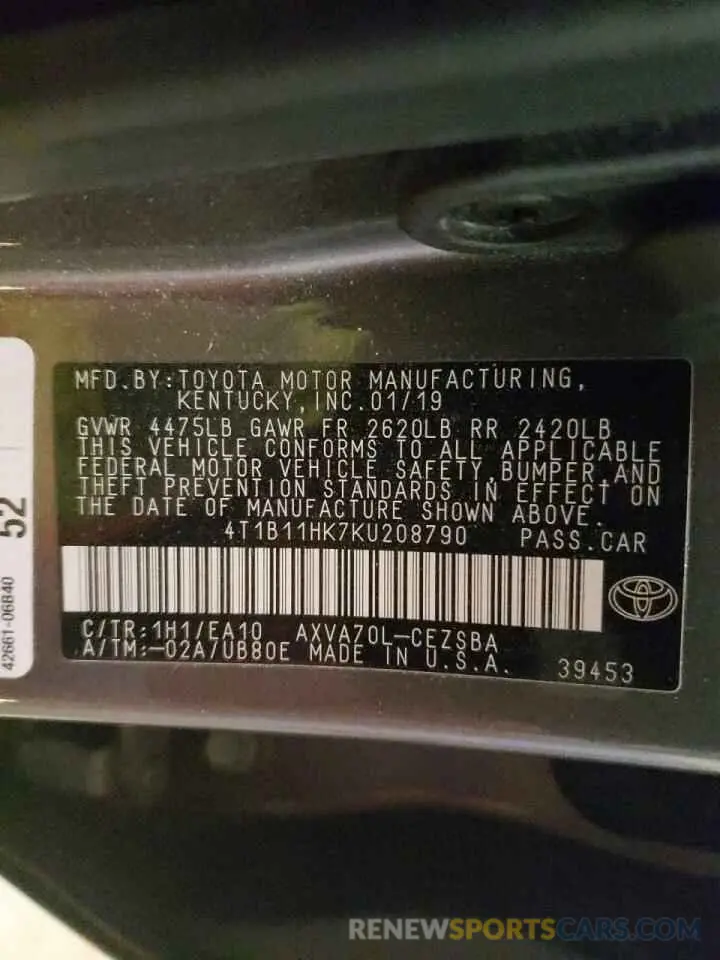 MFD.BY:TOYOTA MOTOR MANUFACTURING,
KENTUCKY,INC.01/19
GVWR 4475LB GAWR FR 2620LB RR 2420LB
THIS VEHICLE CONFORMS TO ALL APPLICABLE
FEDERAL MOTOR VEHICLE SAFETY,BUMPER,AND
THEFT PREVENTION STANDARDS IN EFFECT ON
THE DATE OF MANUFACTURE SHOWN ABOVE.
4T1B11HK7KU208790 PASS.CAR
C/TR:1H1/EA10 AXVA70L-CEZSBA
A/TM:-02A/UB80E MADE IN U.S.A. 39453
52
42661-06B40
RENEWSPORTSCARS.COM